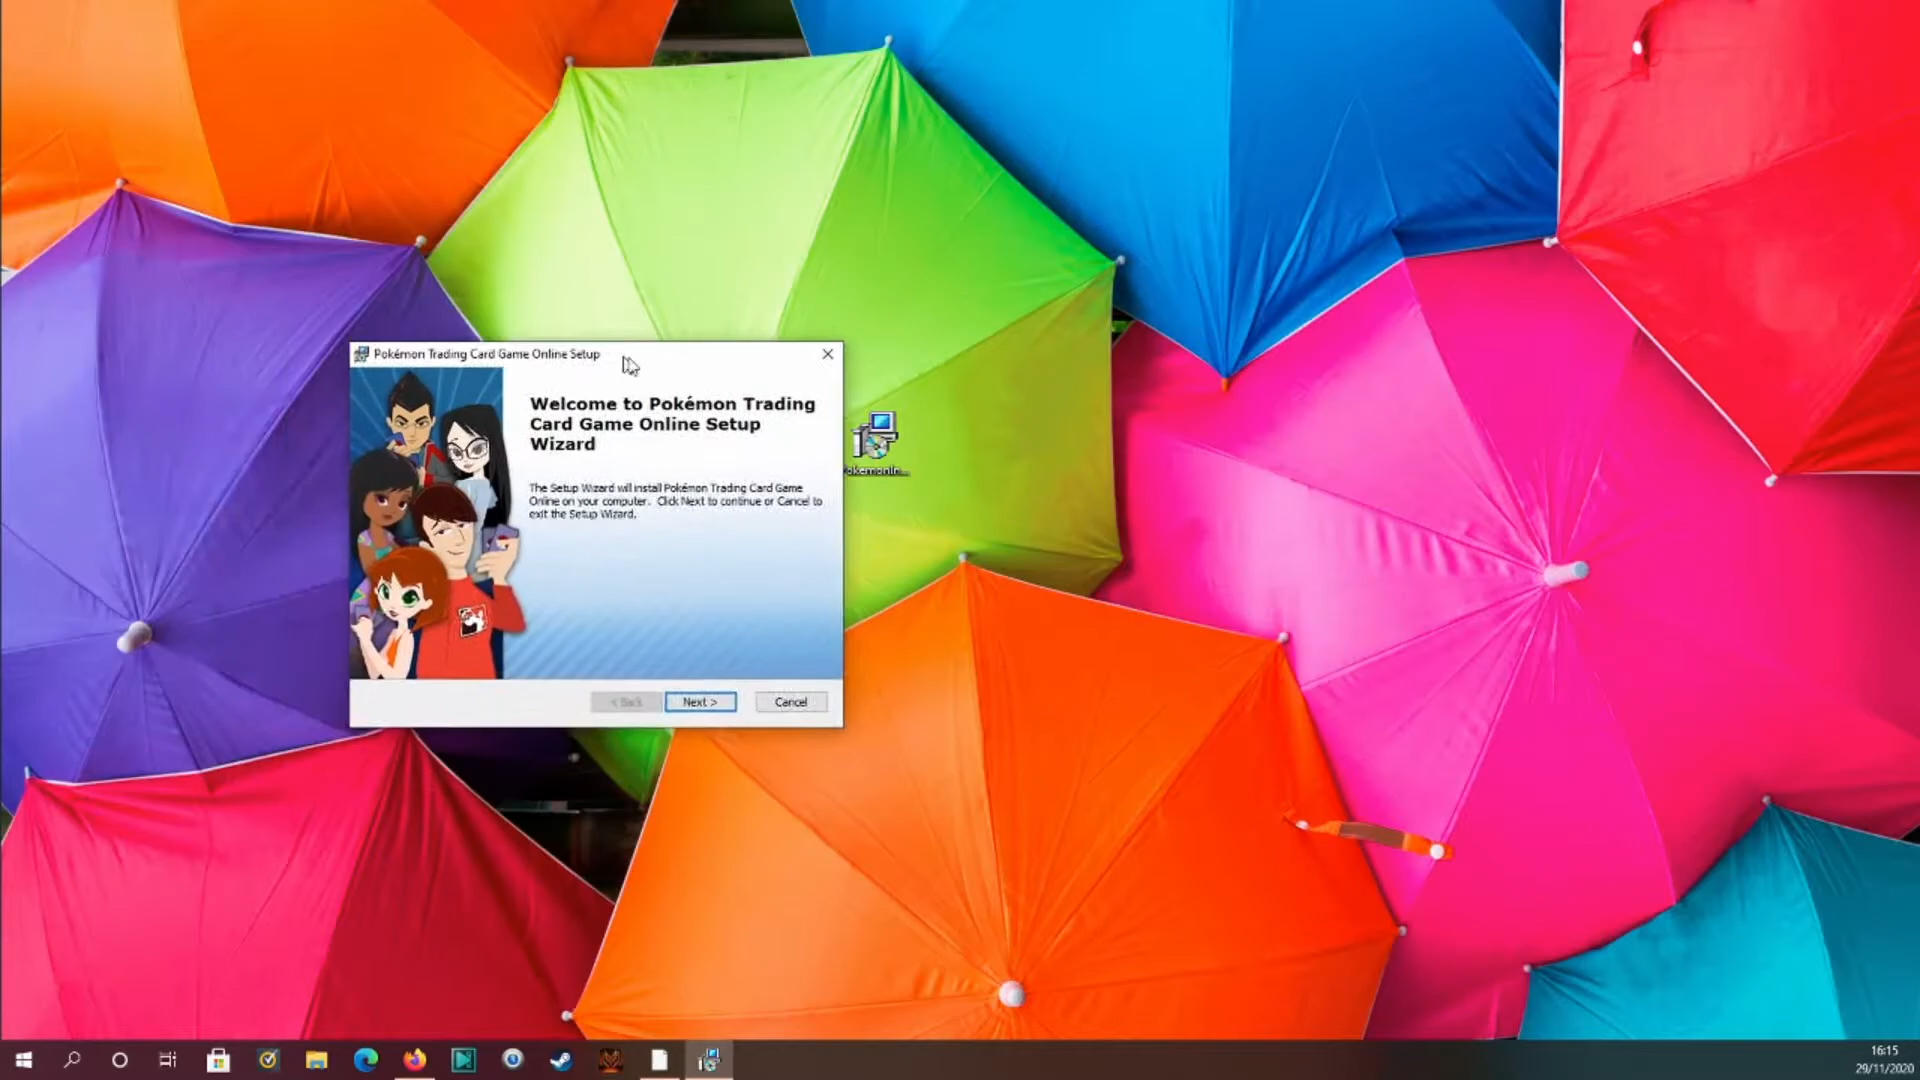 Pokémon Trading Card Game Online Setup
Welcome to Pokémon Trading
Card Game Online Setup
Wizard
The Setup Wizard will install Pokémon Trading Card Game
Online on your computer. Click Next to continue or Cancel to
exit the Setup Wizard.
< Back
Next >
Cancel
16:15
29/11/2020